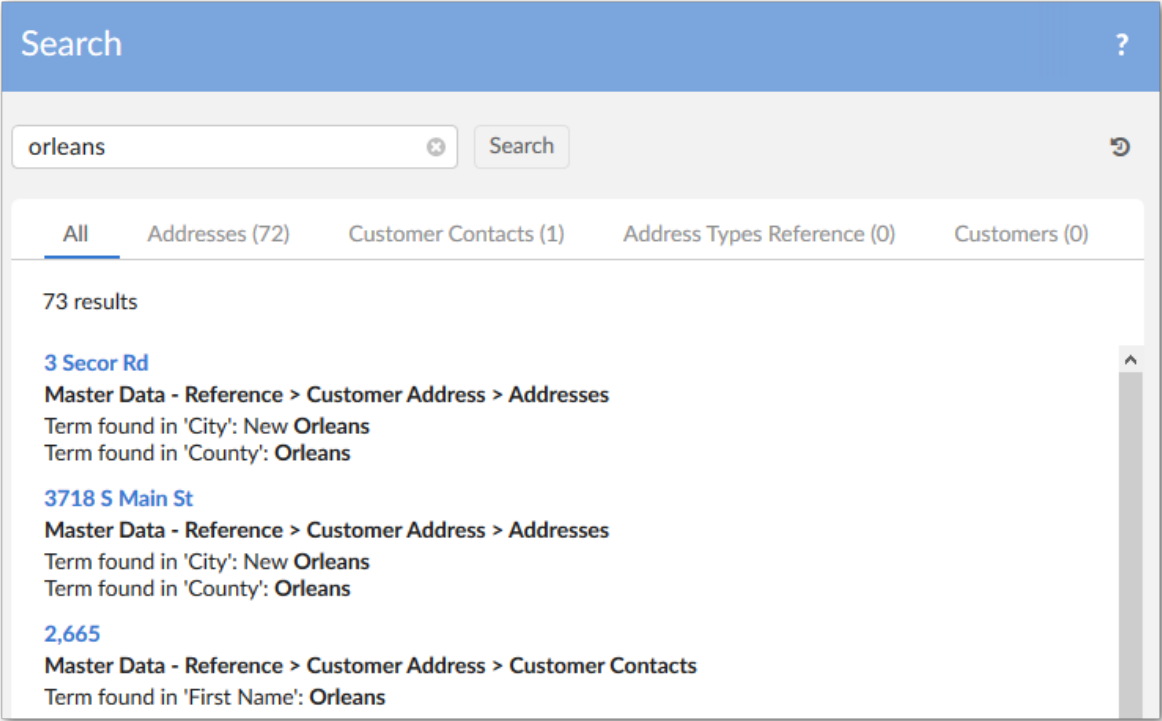 Search
?
orleans
Search
All Addresses (72) Customer Contacts (1) Address Types Reference (0) Customers (0)
73 results
3 Secor Rd
Master Data - Reference > Customer Address > Addresses
Term found in 'City': New Orleans
Term found in 'County': Orleans
3718 S Main St
Master Data - Reference > Customer Address > Addresses
Term found in 'City': New Orleans
Term found in 'County': Orleans
2,665
Master Data - Reference > Customer Address > Customer Contacts
Term found in 'First Name': Orleans